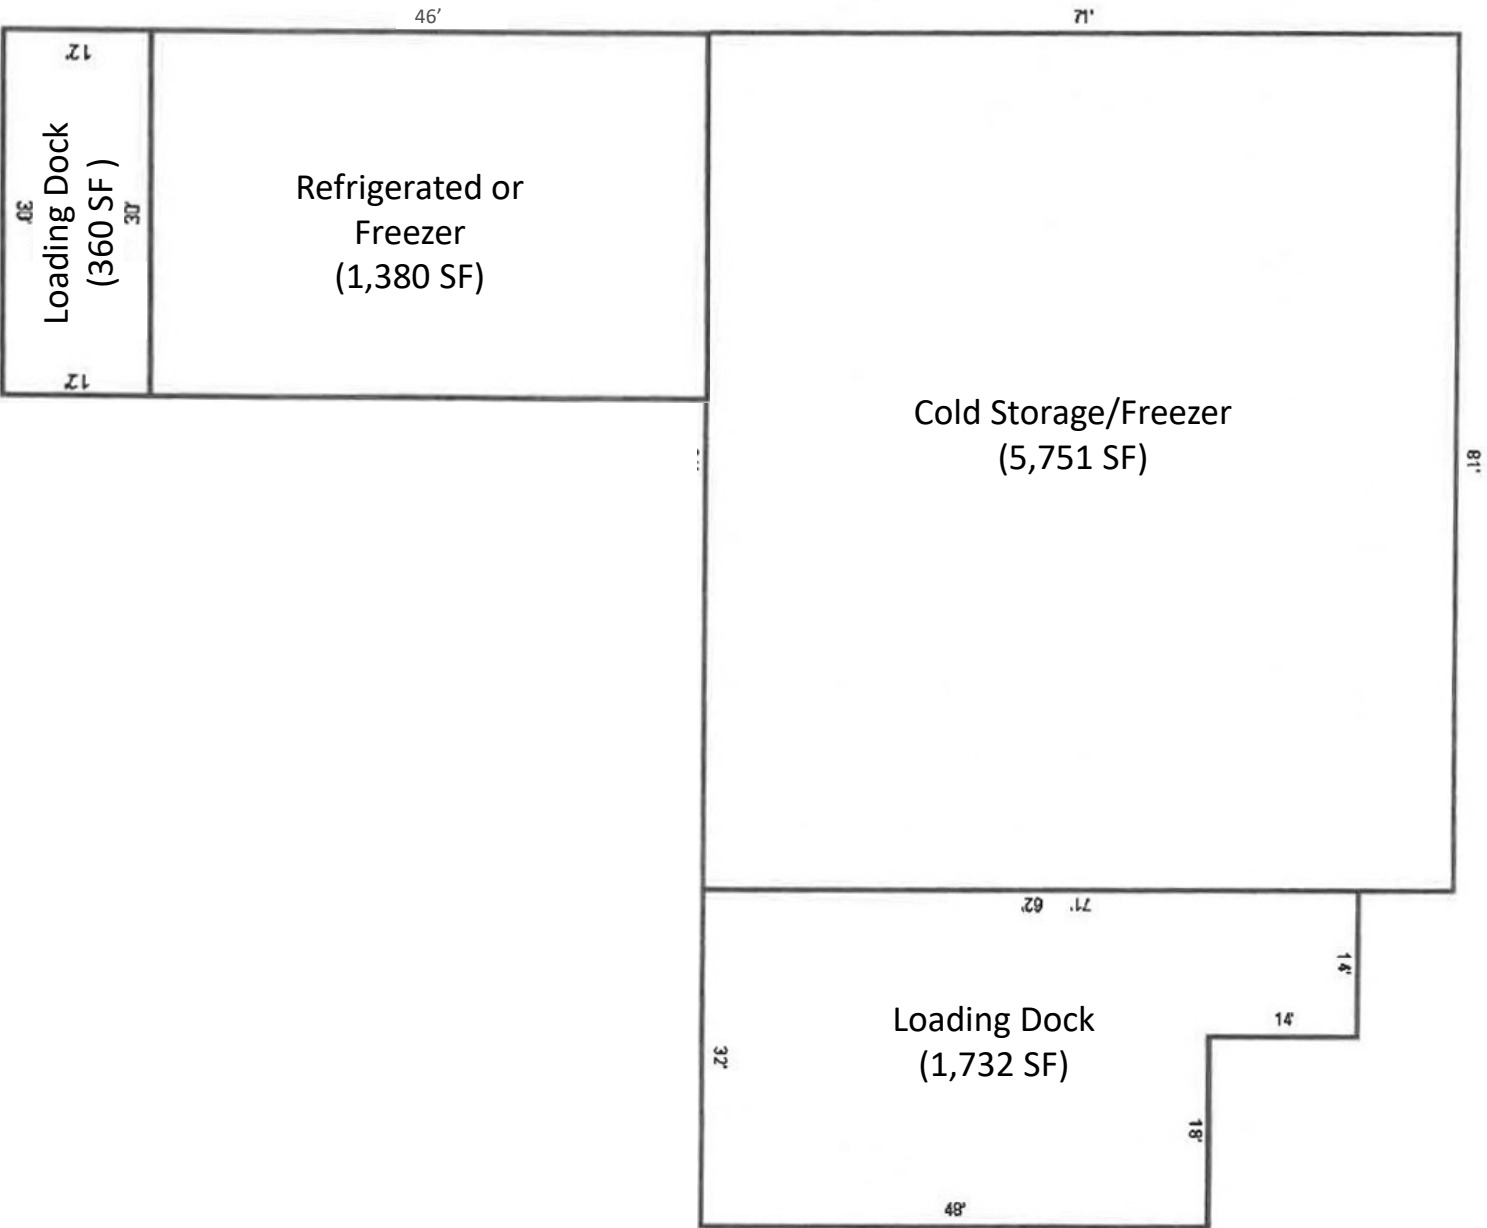 46’
71'
12'
Loading Dock
(360 SF )
30'
30'
12'
Refrigerated or
Freezer
(1,380 SF)
Cold Storage/Freezer
(5,751 SF)
81'
62' 71'
14'
14'
Loading Dock
(1,732 SF)
32'
18'
48'